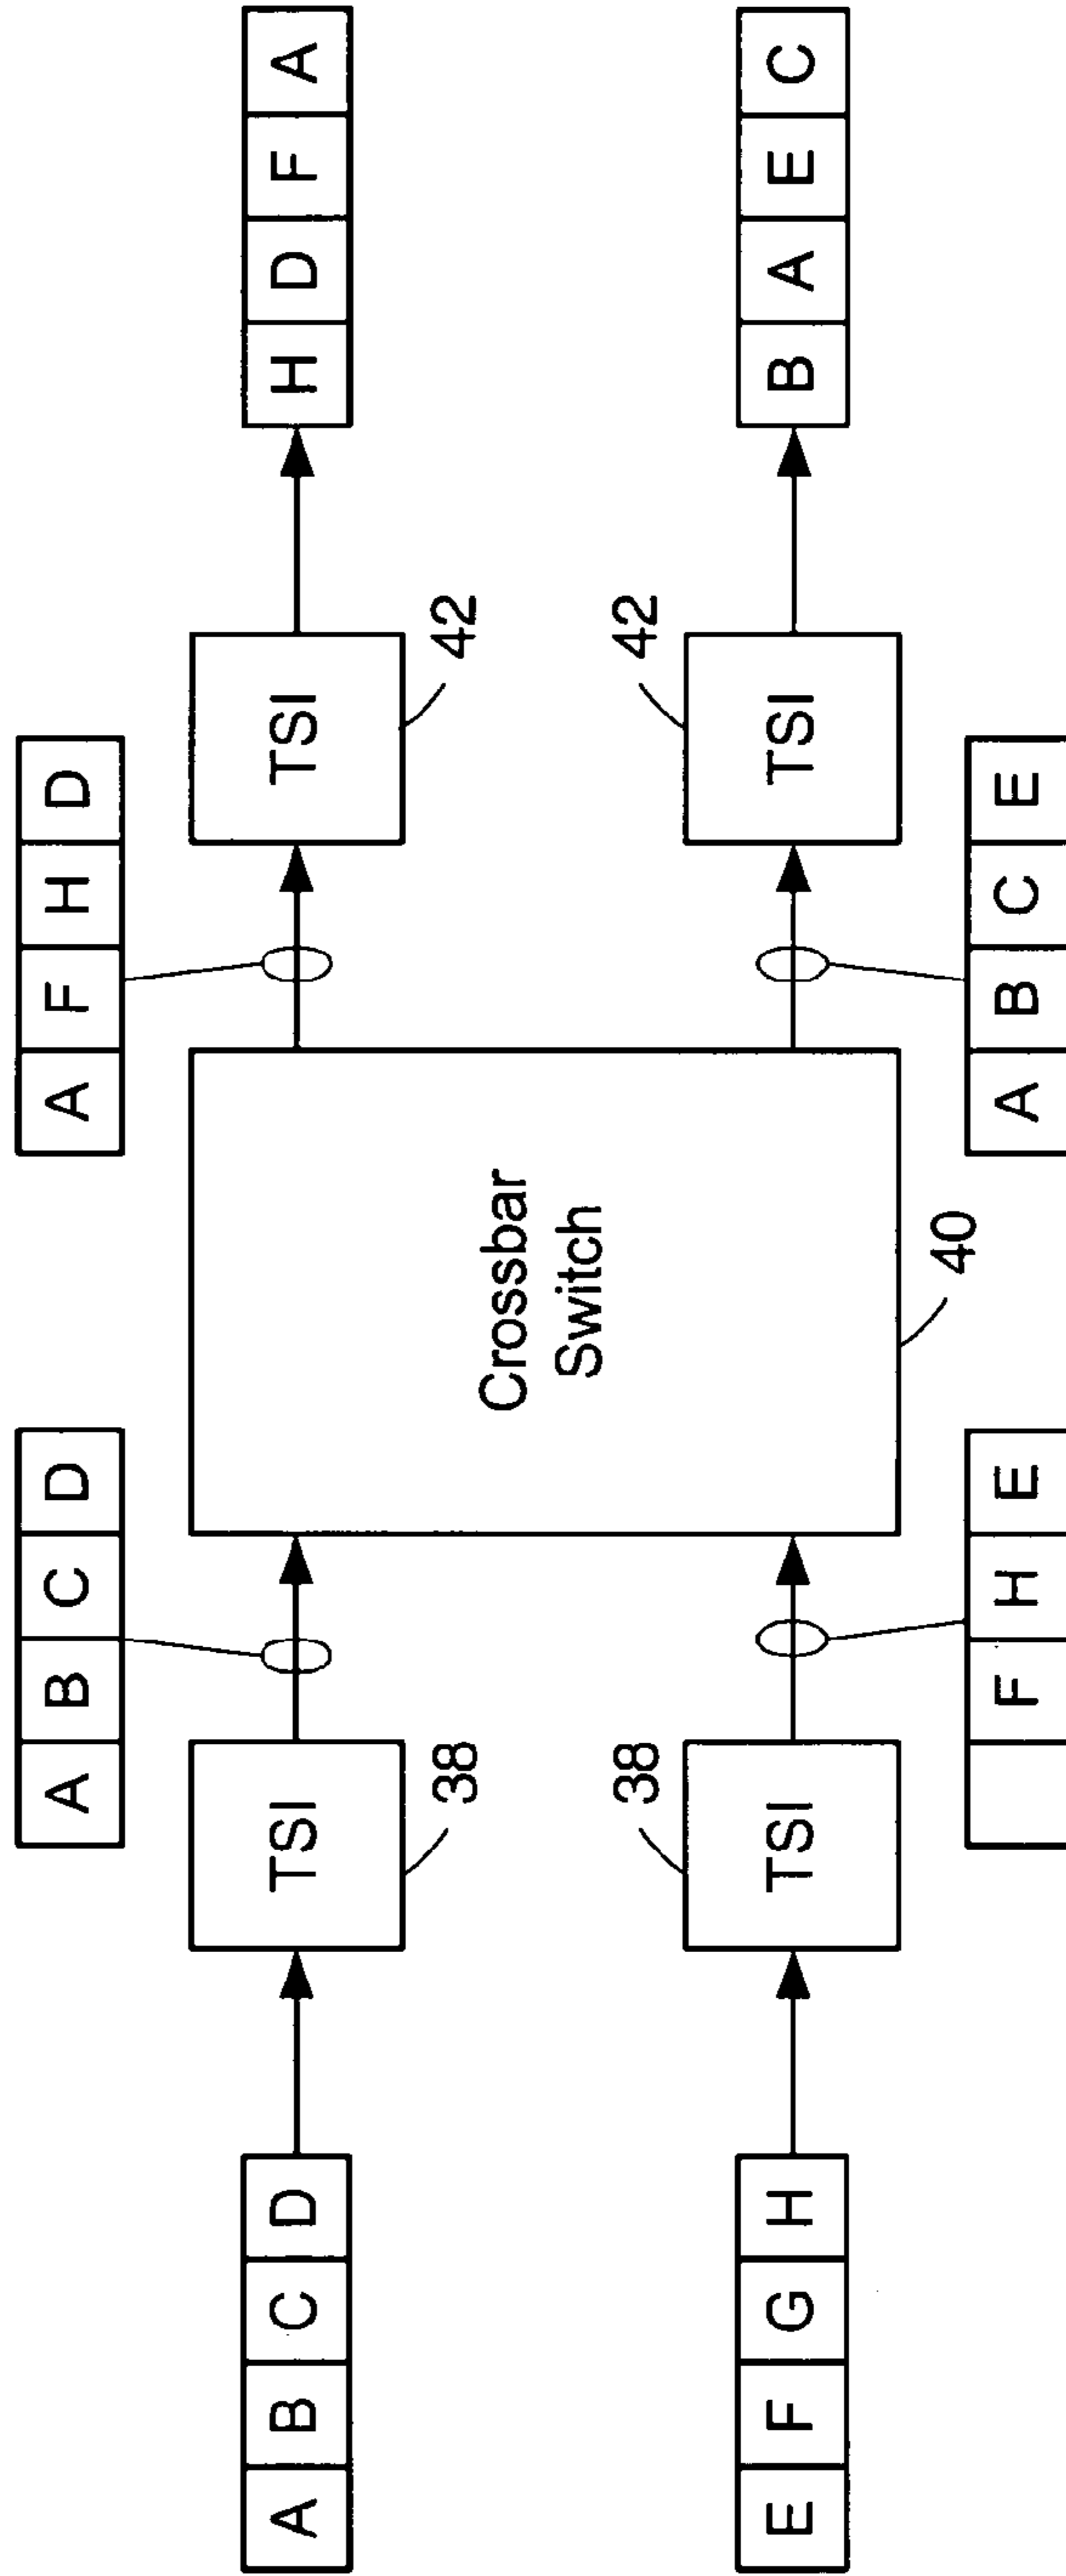 A B C D
A F H D
A B C D
TSI
38
Crossbar
Switch
40
TSI
42
H D F A
E F G H
TSI
38
TSI
42
B A E C
F H E
A B C E